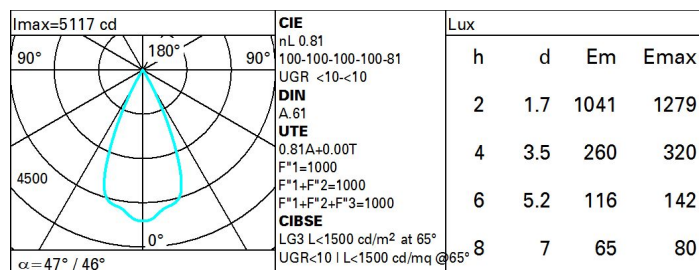 Imax=5117 cd
90°
180°
90°
4500
0°
α=47° / 46°
CIE
nL 0.81
100-100-100-100-81
UGR <10-<10
DIN
A.61
UTE
0.81A+0.00T
F"1=1000
F"1+F"2=1000
F"1+F"2+F"3=1000
CIBSE
LG3 L<1500 cd/m² at 65°
UGR<10 | L<1500 cd/mq @65°
Lux
h d Em Emax
2 1.7 1041 1279
4 3.5 260 320
6 5.2 116 142
8 7 65 80